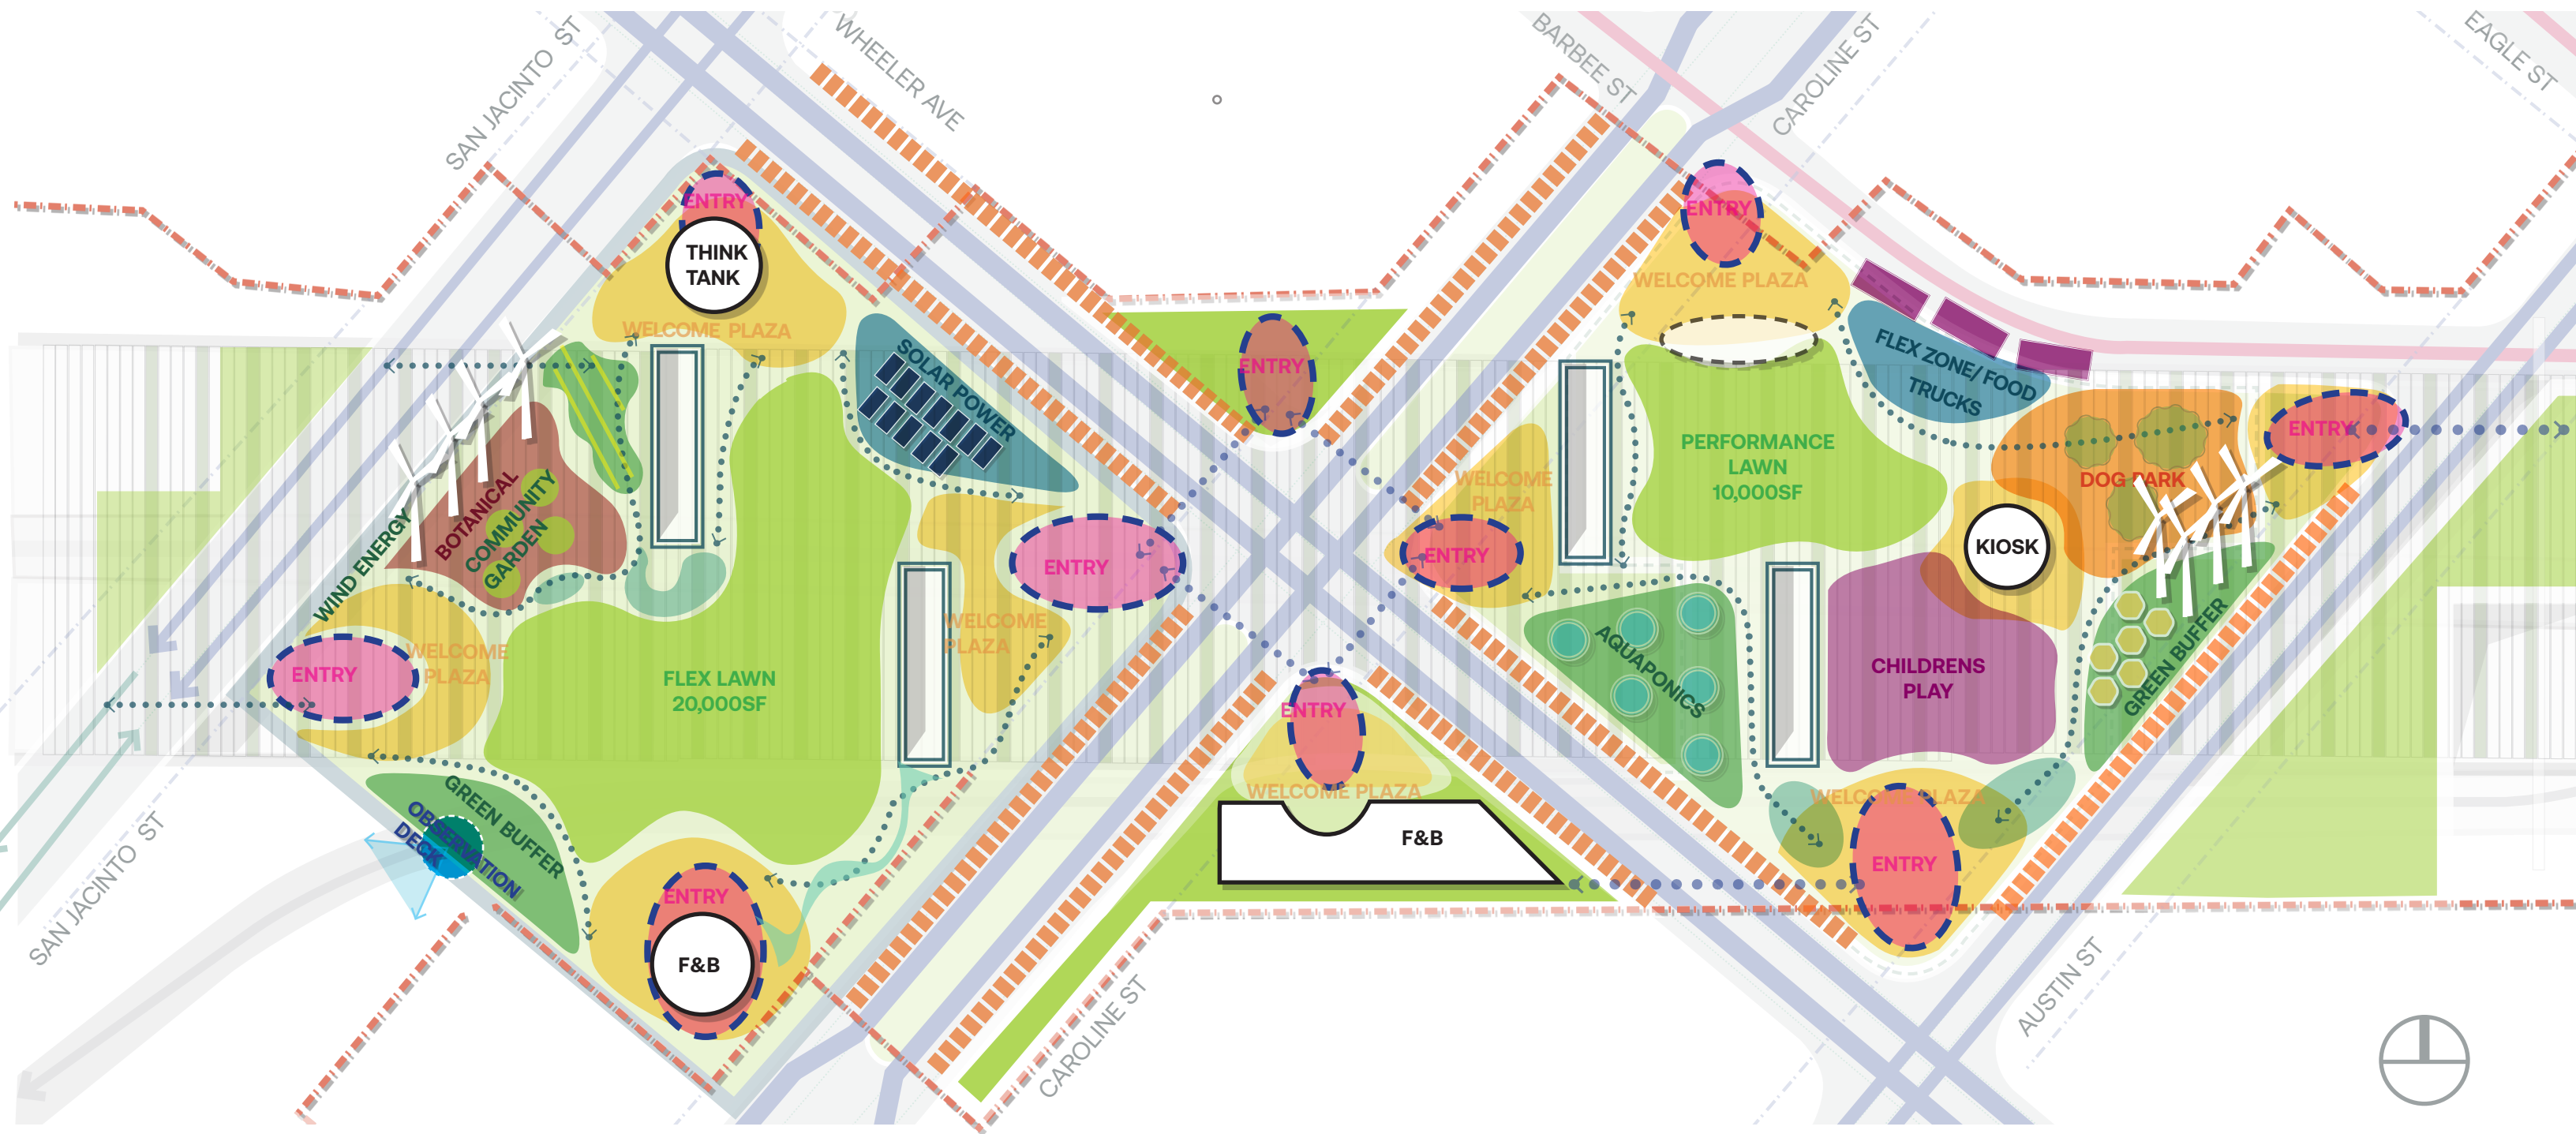 SAN JACINTO ST
WHEELER AVE
BARBEE ST
CAROLINE ST
EAGLE ST
ENTRY
THINK
TANK
WELCOME PLAZA
SOLAR POWER
ENTRY
ENTRY
WELCOME PLAZA
FLEX ZONE/ FOOD
TRUCKS
WIND ENERGY
BOTANICAL
COMMUNITY
GARDEN
PERFORMANCE
LAWN
10,000SF
WELCOME
PLAZA
ENTRY
DOG PARK
ENTRY
KIOSK
ENTRY
WELCOME
PLAZA
ENTRY
WELCOME
PLAZA
FLEX LAWN
20,000SF
ENTRY
WELCOME PLAZA
AQUAPONICS
CHILDRENS
PLAY
GREEN BUFFER
GREEN BUFFER
OBSERVATION
DECK
F&B
WELCOME PLAZA
ENTRY
ENTRY
F&B
SAN JACINTO ST
CAROLINE ST
AUSTIN ST